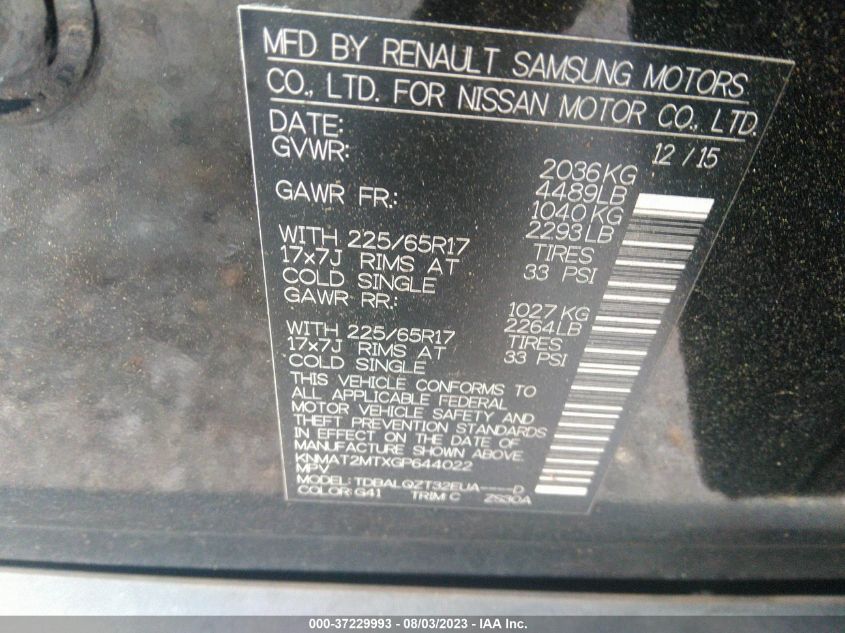 MFD BY RENAULT SAMSUNG MOTORS
CO., LTD. FOR NISSAN MOTOR CO., LTD.
DATE: 12 / 15
GVWR: 2036KG
4489LB
GAWR FR.: 1040KG
2293LB
WITH 225/65R17 TIRES
17x7J RIMS AT 33 PSI
COLD SINGLE
GAWR RR.: 1027 KG
2264LB
WITH 225/65R17 TIRES
17x7J RIMS AT 33 PSI
COLD SINGLE
THIS VEHICLE CONFORMS TO
ALL APPLICABLE FEDERAL
MOTOR VEHICLE SAFETY AND
THEFT PREVENTION STANDARDS
IN EFFECT ON THE DATE OF
MANUFACTURE SHOWN ABOVE.
KNMAT2MTXGP644022
MPV
MODEL: TDBALQZT32EUA----D
COLOR: G41 TRIM C ZS30A
000-37229993 - 08/03/2023 - IAA Inc.